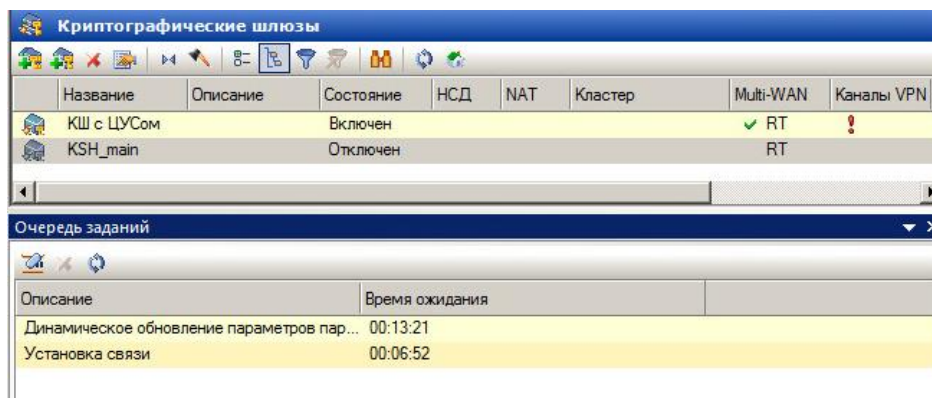 Криптографические шлюзы
Название Описание Состояние НСД NAT Кластер Multi-WAN Каналы VPN
КШ с ЦУСом Включен RT
KSH_main Отключен RT
Очередь заданий
Описание Время ожидания
Динамическое обновление параметров пар... 00:13:21
Установка связи 00:06:52